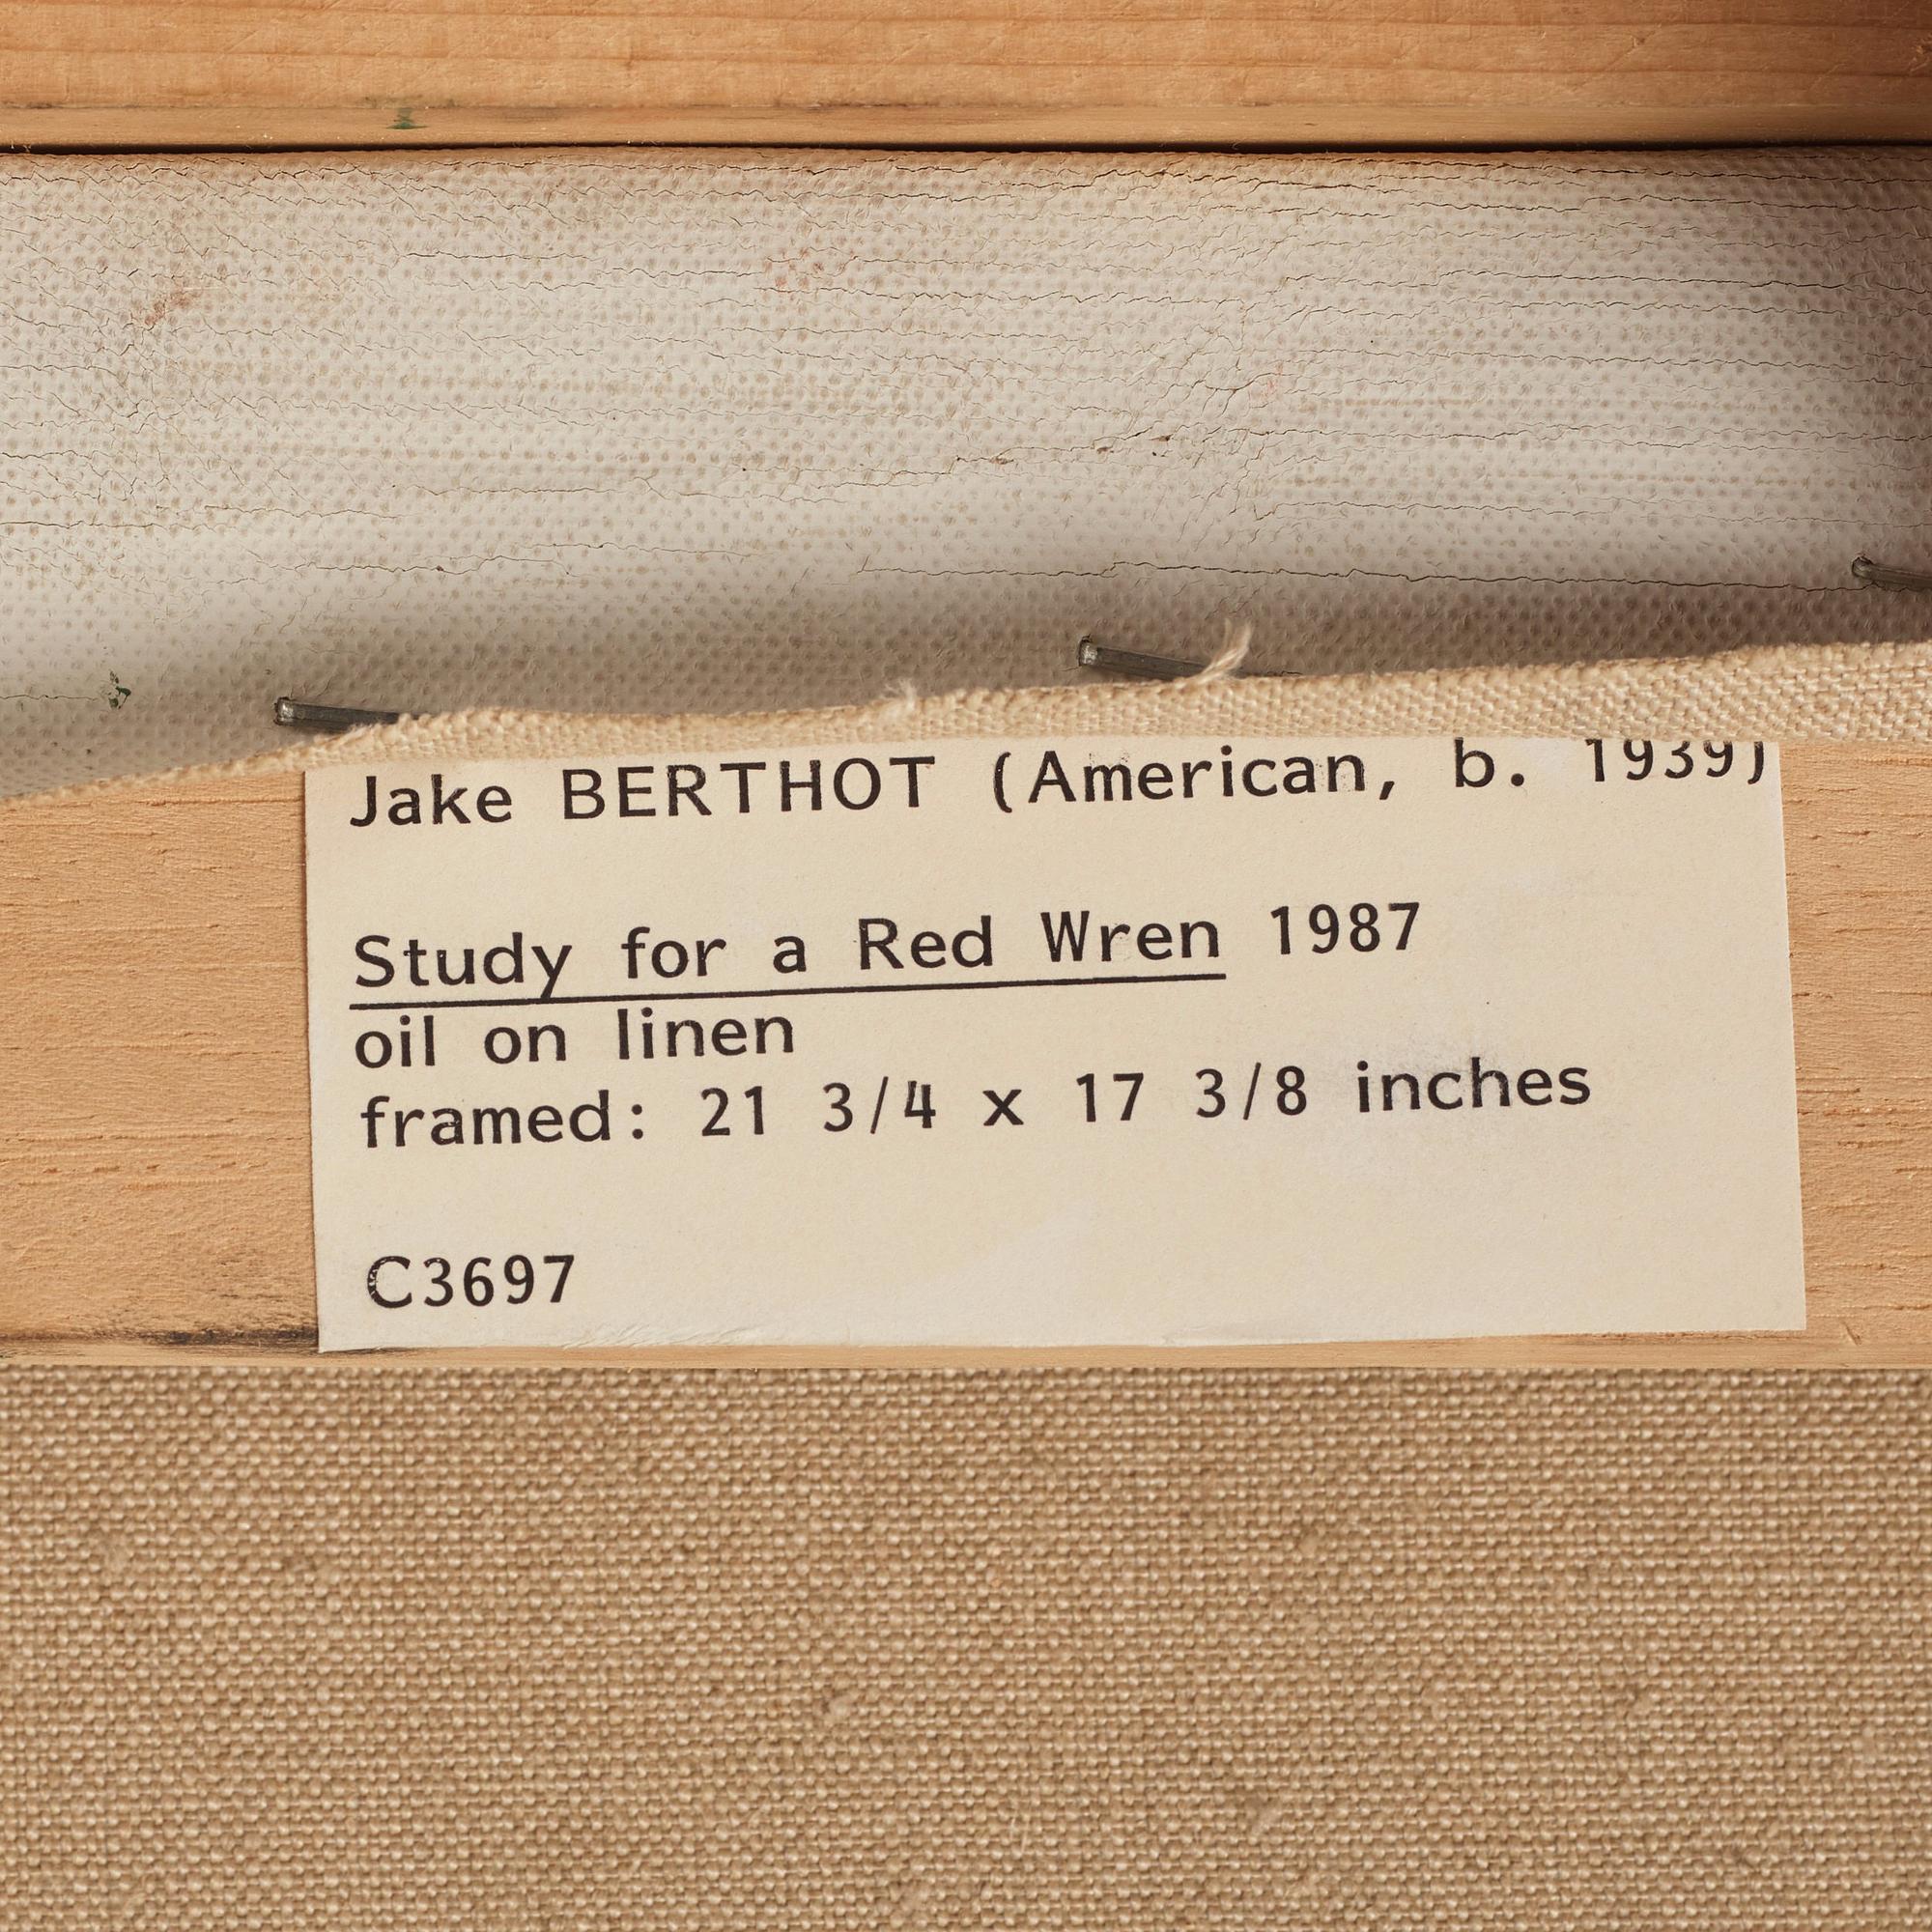 Jake BERTHOT (American, b. 1939)
Study for a Red Wren 1987
oil on linen
framed: 21 3/4 x 17 3/8 inches
C3697